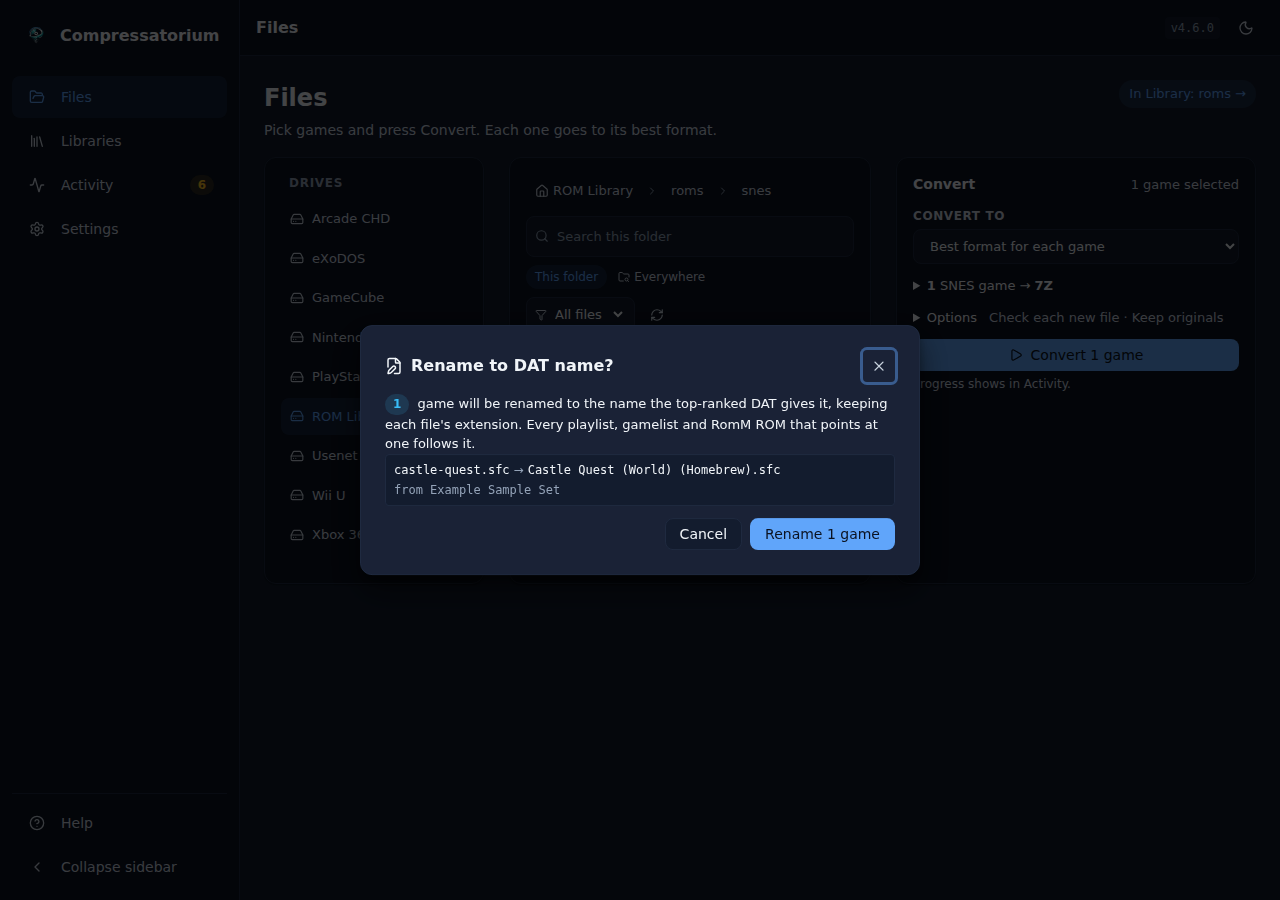 Compressatorium
Files
Libraries
Activity
6
Settings
Help
Collapse sidebar
Files
v4.6.0
Files
Pick games and press Convert. Each one goes to its best format.
In Library: roms →
DRIVES
Arcade CHD
eXoDOS
GameCube
Usenet
Wii U
ROM Library
roms
snes
Search this folder
This folder
Everywhere
All files
Convert
1 game selected
CONVERT TO
Best format for each game
1 SNES game → 7Z
Options
Check each new file · Keep originals
Convert 1 game
rogress shows in Activity.
Rename to DAT name?
1 game will be renamed to the name the top-ranked DAT gives it, keeping
each file's extension. Every playlist, gamelist and RomM ROM that points at
one follows it.
castle-quest.sfc → Castle Quest (World) (Homebrew).sfc
from Example Sample Set
Cancel
Rename 1 game